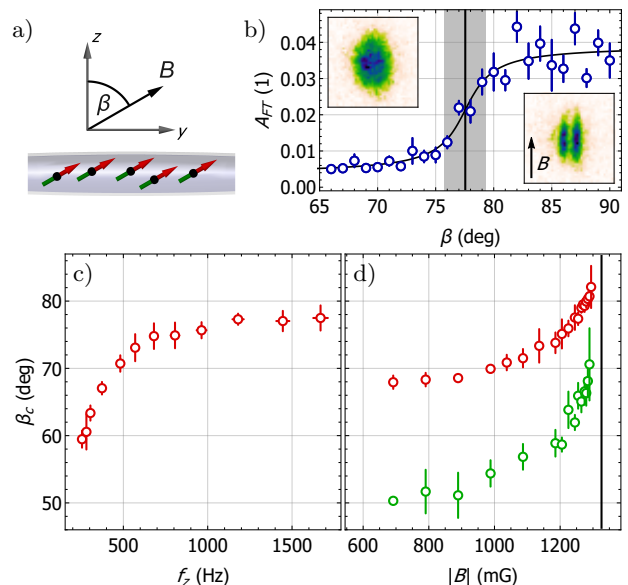 a)
z
B
β
y
b)
0.04
0.03
0.02
0.01
0.00
A_FT (1)
B
65 70 75 80 85 90
β (deg)
c)
d)
80
70
60
50
β_c (deg)
500 1000 1500
f_z (Hz)
600 800 1000 1200
|B| (mG)